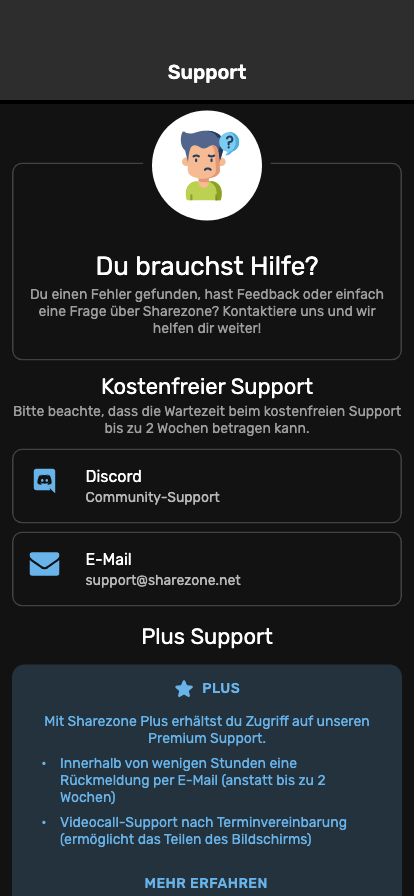 Support
?
Du brauchst Hilfe?
Du einen Fehler gefunden, hast Feedback oder einfach
eine Frage über Sharezone? Kontaktiere uns und wir
helfen dir weiter!
Kostenfreier Support
Bitte beachte, dass die Wartezeit beim kostenfreien Support
bis zu 2 Wochen betragen kann.
Discord
Community-Support
E-Mail
support@sharezone.net
Plus Support
PLUS
Mit Sharezone Plus erhältst du Zugriff auf unseren
Premium Support.
• Innerhalb von wenigen Stunden eine
Rückmeldung per E-Mail (anstatt bis zu 2
Wochen)
• Videocall-Support nach Terminvereinbarung
(ermöglicht das Teilen des Bildschirms)
MEHR ERFAHREN